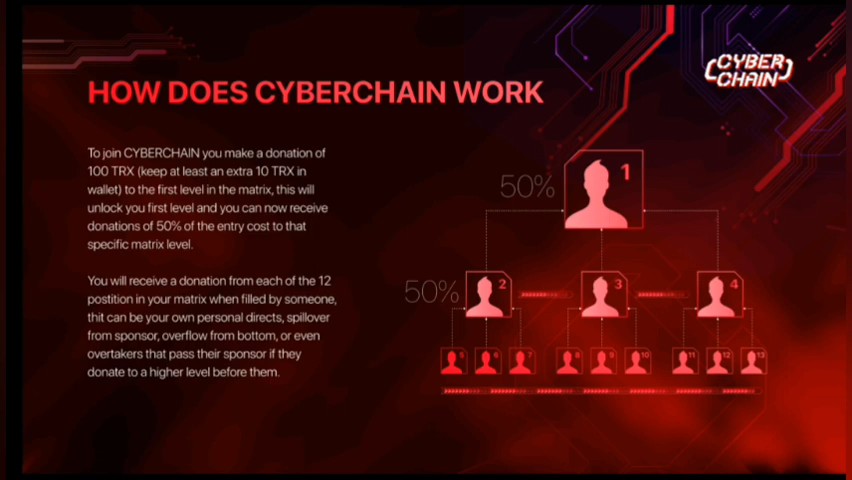 CYBER
CHAIN
HOW DOES CYBERCHAIN WORK
To join CYBERCHAIN you make a donation of
100 TRX (keep at least an extra 10 TRX in
wallet) to the first level in the matrix, this will
unlock you first level and you can now receive
donations of 50% of the entry cost to that
specific matrix level.
You will receive a donation from each of the 12
position in your matrix when filled by someone,
thit can be your own personal directs, spillover
from sponsor, overflow from bottom, or even
overtakers that pass their sponsor if they
donate to a higher level before them.
50% 1
50% 2 3 4
5 6 7 8 9 10 11 12 13